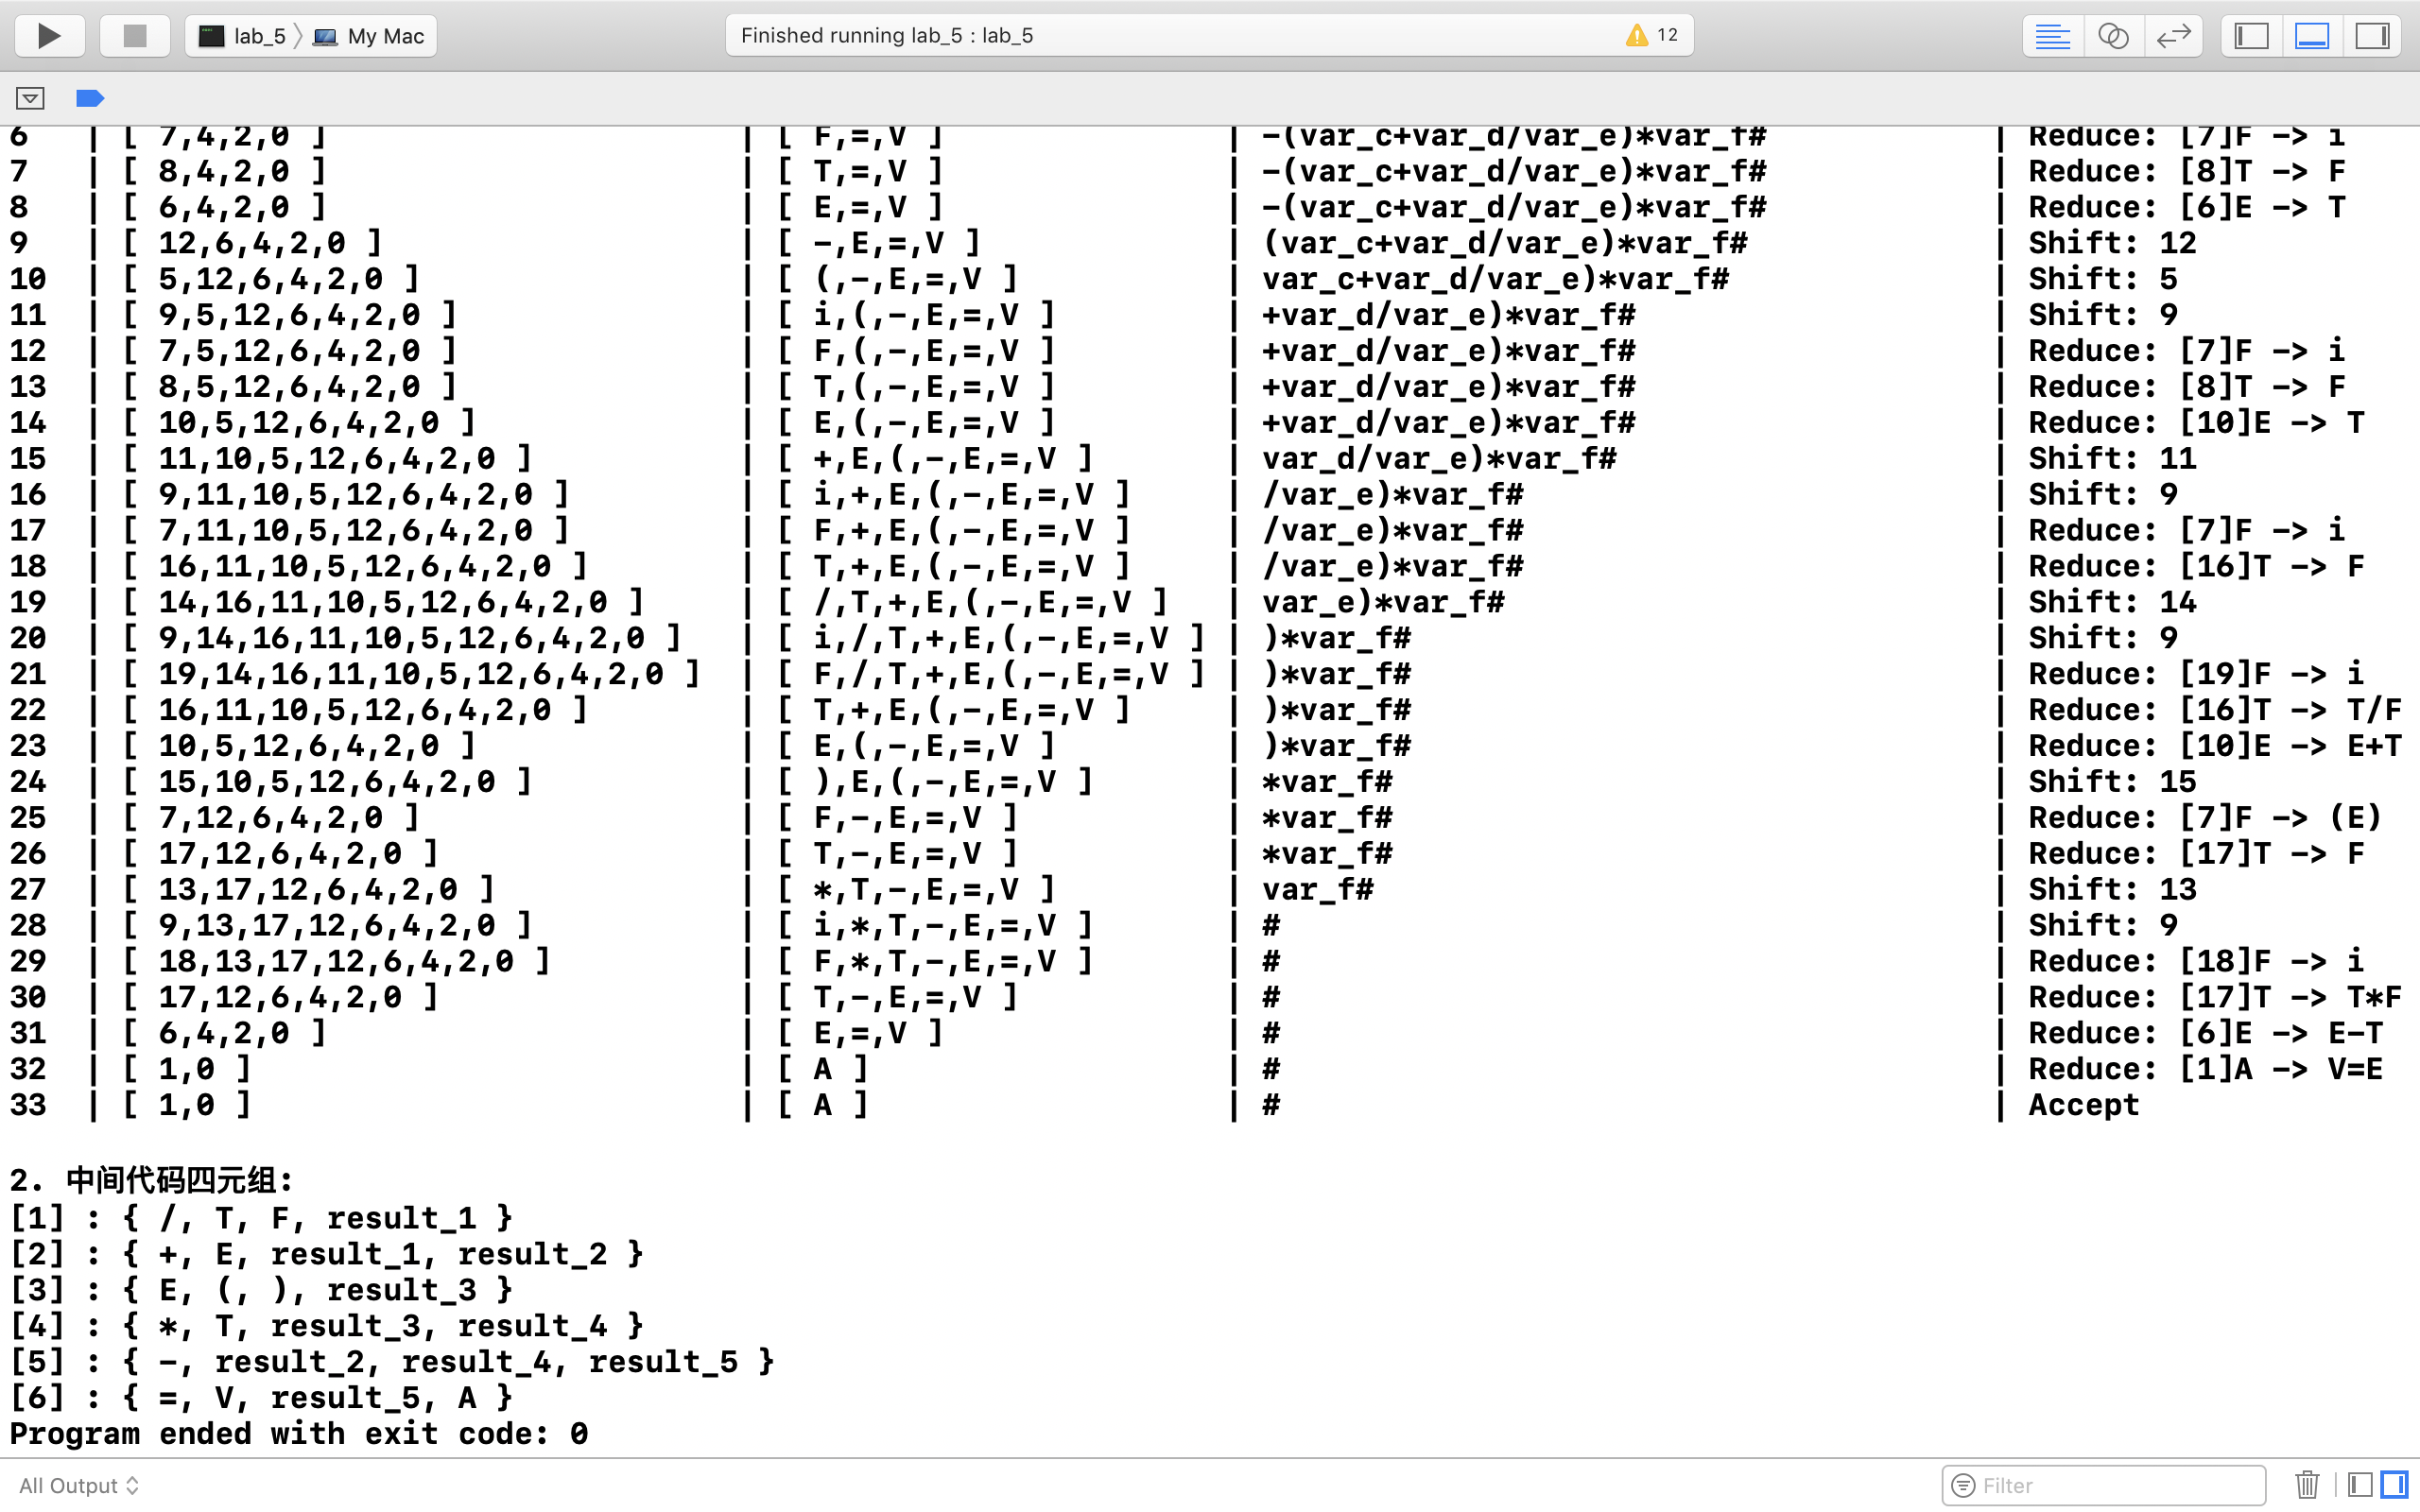 lab_5 〉 My Mac
Finished running lab_5 : lab_5
12
6 | [ 7,4,2,0 ] | [ F,=,V ] | -(var_c+var_d/var_e)*var_f# | Reduce: [7]F -> i
7 | [ 8,4,2,0 ] | [ T,=,V ] | -(var_c+var_d/var_e)*var_f# | Reduce: [8]T -> F
8 | [ 6,4,2,0 ] | [ E,=,V ] | -(var_c+var_d/var_e)*var_f# | Reduce: [6]E -> T
9 | [ 12,6,4,2,0 ] | [ -,E,=,V ] | (var_c+var_d/var_e)*var_f# | Shift: 12
10 | [ 5,12,6,4,2,0 ] | [ (,-,E,=,V ] | var_c+var_d/var_e)*var_f# | Shift: 5
11 | [ 9,5,12,6,4,2,0 ] | [ i,(,-,E,=,V ] | +var_d/var_e)*var_f# | Shift: 9
12 | [ 7,5,12,6,4,2,0 ] | [ F,(,-,E,=,V ] | +var_d/var_e)*var_f# | Reduce: [7]F -> i
13 | [ 8,5,12,6,4,2,0 ] | [ T,(,-,E,=,V ] | +var_d/var_e)*var_f# | Reduce: [8]T -> F
14 | [ 10,5,12,6,4,2,0 ] | [ E,(,-,E,=,V ] | +var_d/var_e)*var_f# | Reduce: [10]E -> T
15 | [ 11,10,5,12,6,4,2,0 ] | [ +,E,(,-,E,=,V ] | var_d/var_e)*var_f# | Shift: 11
16 | [ 9,11,10,5,12,6,4,2,0 ] | [ i,+,E,(,-,E,=,V ] | /var_e)*var_f# | Shift: 9
17 | [ 7,11,10,5,12,6,4,2,0 ] | [ F,+,E,(,-,E,=,V ] | /var_e)*var_f# | Reduce: [7]F -> i
18 | [ 16,11,10,5,12,6,4,2,0 ] | [ T,+,E,(,-,E,=,V ] | /var_e)*var_f# | Reduce: [16]T -> F
19 | [ 14,16,11,10,5,12,6,4,2,0 ] | [ /,T,+,E,(,-,E,=,V ] | var_e)*var_f# | Shift: 14
20 | [ 9,14,16,11,10,5,12,6,4,2,0 ] | [ i,/,T,+,E,(,-,E,=,V ] | )*var_f# | Shift: 9
21 | [ 19,14,16,11,10,5,12,6,4,2,0 ] | [ F,/,T,+,E,(,-,E,=,V ] | )*var_f# | Reduce: [19]F -> i
22 | [ 16,11,10,5,12,6,4,2,0 ] | [ T,+,E,(,-,E,=,V ] | )*var_f# | Reduce: [16]T -> T/F
23 | [ 10,5,12,6,4,2,0 ] | [ E,(,-,E,=,V ] | )*var_f# | Reduce: [10]E -> E+T
24 | [ 15,10,5,12,6,4,2,0 ] | [ ),E,(,-,E,=,V ] | *var_f# | Shift: 15
25 | [ 7,12,6,4,2,0 ] | [ F,-,E,=,V ] | *var_f# | Reduce: [7]F -> (E)
26 | [ 17,12,6,4,2,0 ] | [ T,-,E,=,V ] | *var_f# | Reduce: [17]T -> F
27 | [ 13,17,12,6,4,2,0 ] | [ *,T,-,E,=,V ] | var_f# | Shift: 13
28 | [ 9,13,17,12,6,4,2,0 ] | [ i,*,T,-,E,=,V ] | # | Shift: 9
29 | [ 18,13,17,12,6,4,2,0 ] | [ F,*,T,-,E,=,V ] | # | Reduce: [18]F -> i
30 | [ 17,12,6,4,2,0 ] | [ T,-,E,=,V ] | # | Reduce: [17]T -> T*F
31 | [ 6,4,2,0 ] | [ E,=,V ] | # | Reduce: [6]E -> E-T
32 | [ 1,0 ] | [ A ] | # | Reduce: [1]A -> V=E
33 | [ 1,0 ] | [ A ] | # | Accept
2. 中间代码四元组:
[1] : { /, T, F, result_1 }
[2] : { +, E, result_1, result_2 }
[3] : { E, (, ), result_3 }
[4] : { *, T, result_3, result_4 }
[5] : { -, result_2, result_4, result_5 }
[6] : { =, V, result_5, A }
Program ended with exit code: 0
All Output
Filter